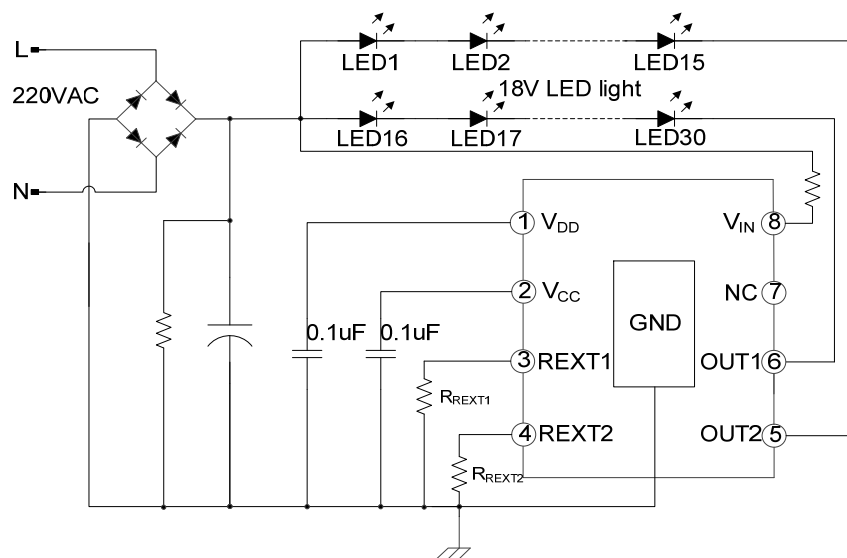 L
220VAC
N
LED1 LED2 LED15
18V LED light
LED16 LED17 LED30
1 VDD VIN 8
2 VCC NC 7
0.1uF 0.1uF
GND
3 REXT1 OUT1 6
RREXT1
4 REXT2 OUT2 5
RREXT2